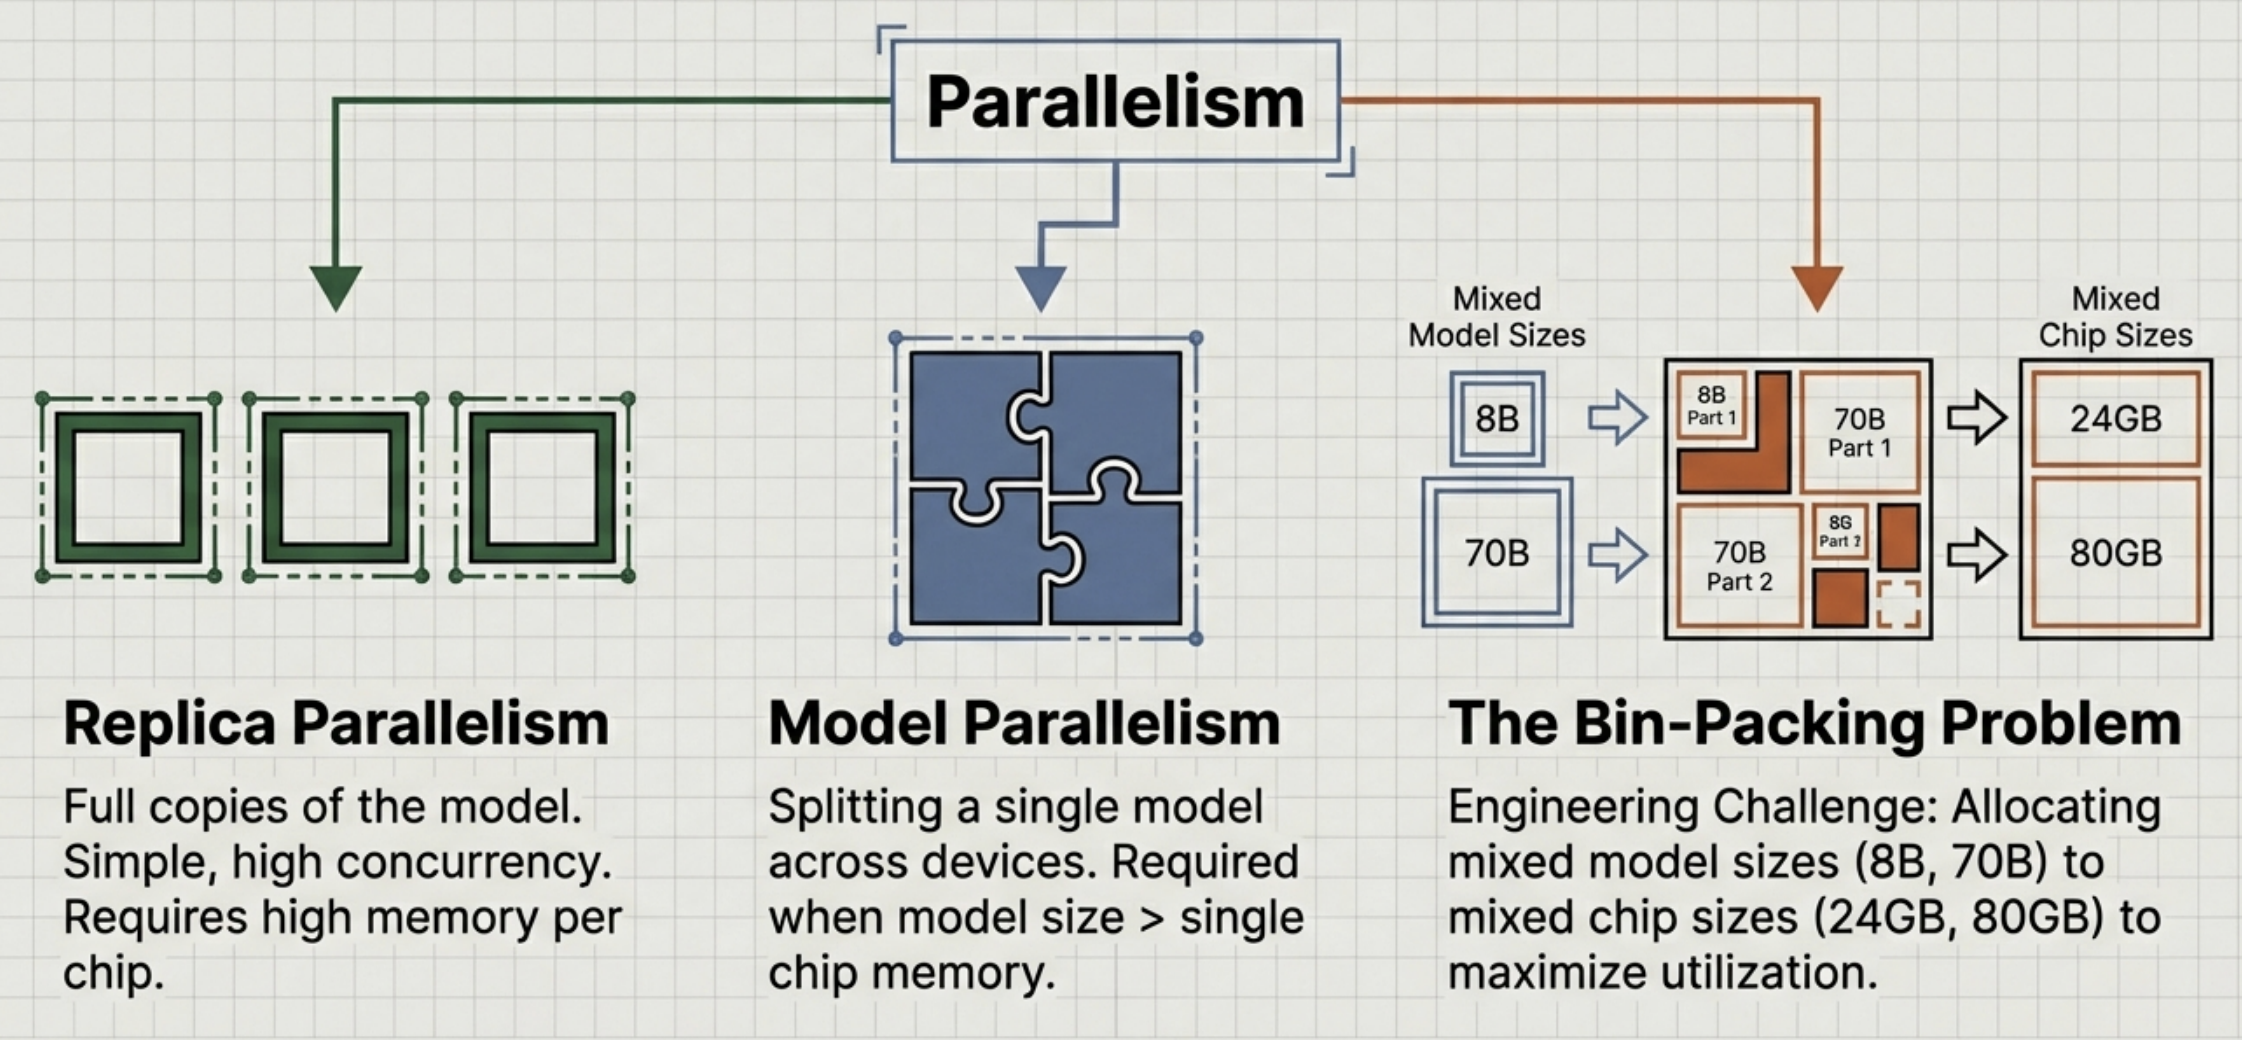 Parallelism
Mixed
Model Sizes
8B
70B
8B
Part 1
70B
Part 1
70B
Part 2
8G
Part 2
Mixed
Chip Sizes
24GB
80GB
Replica Parallelism
Full copies of the model.
Simple, high concurrency.
Requires high memory per
chip.
Model Parallelism
Splitting a single model
across devices. Required
when model size > single
chip memory.
The Bin-Packing Problem
Engineering Challenge: Allocating
mixed model sizes (8B, 70B) to
mixed chip sizes (24GB, 80GB) to
maximize utilization.